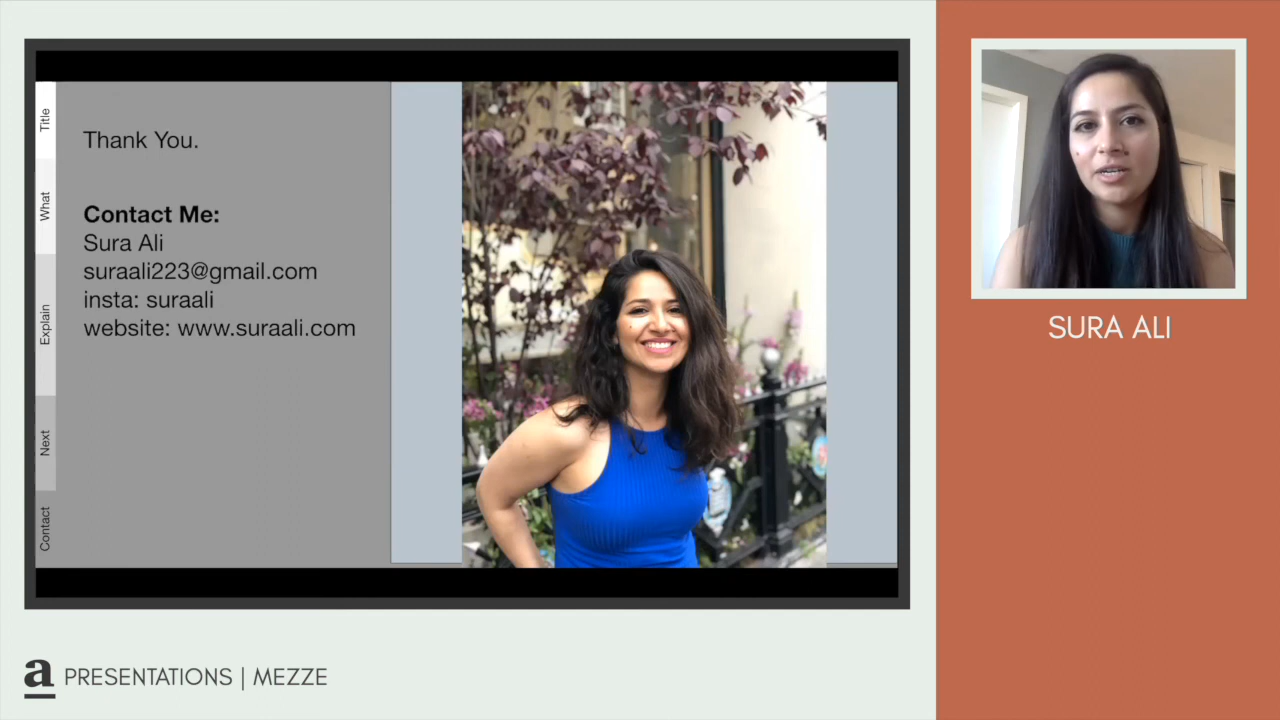 Title
What
Explain
Next
Contact
Thank You.
Contact Me:
Sura Ali
suraali223@gmail.com
insta: suraali
website: www.suraali.com
SURA ALI
a PRESENTATIONS | MEZZE